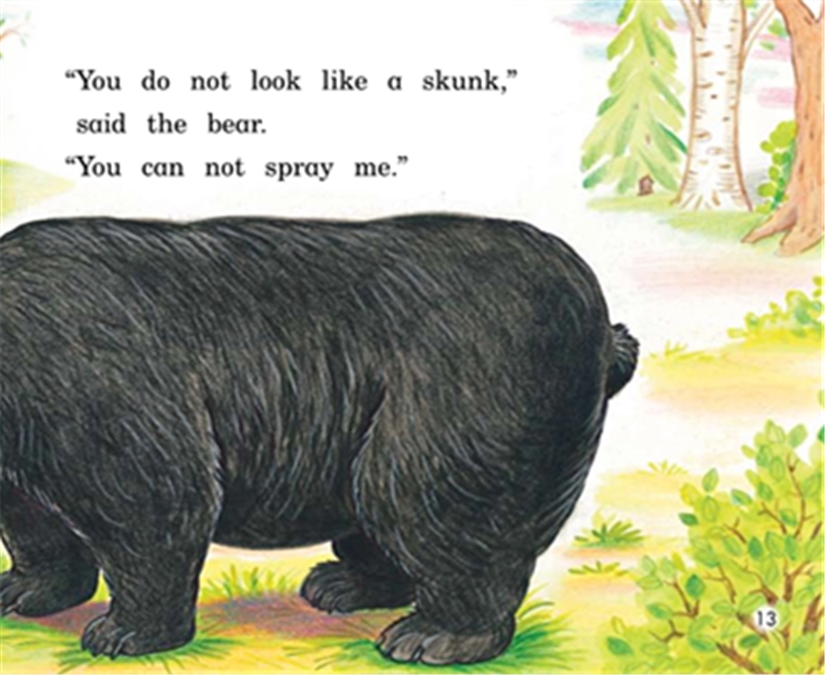 “You do not look like a skunk,”
said the bear.
“You can not spray me.”
13